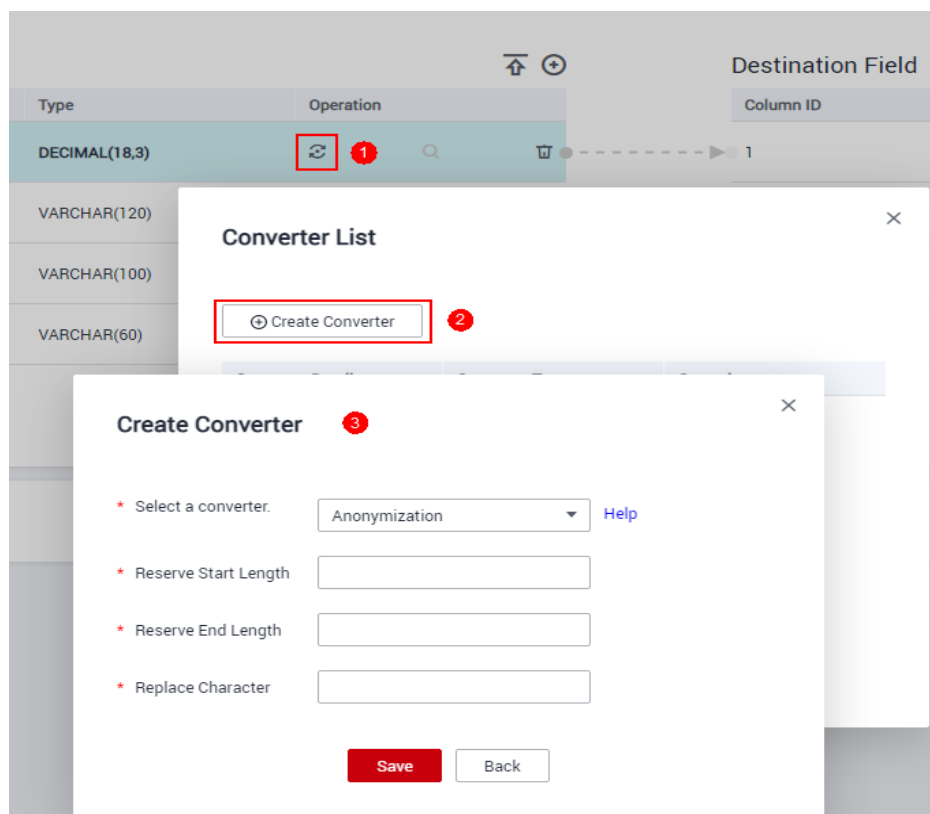 Destination Field
Type Operation Column ID
DECIMAL(18,3) 1 1
VARCHAR(120)
Converter List
VARCHAR(100)
Create Converter 2
VARCHAR(60)
Create Converter 3
* Select a converter. Anonymization Help
* Reserve Start Length
* Reserve End Length
* Replace Character
Save Back